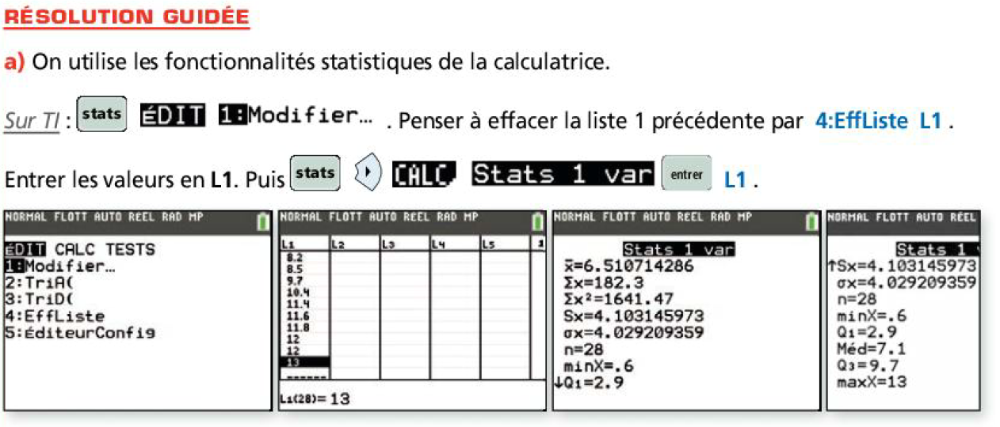 RÉSOLUTION GUIDÉE
a) On utilise les fonctionnalités statistiques de la calculatrice.
Sur TI : stats ÉDIT 1:Modifier… . Penser à effacer la liste 1 précédente par 4:EffListe L1 .
Entrer les valeurs en L1. Puis stats CALC Stats 1 var entrer L1 .
NORMAL FLOTT AUTO RÉEL RAD MP
ÉDIT CALC TESTS
1:Modifier…
2:TriA(
3:TriD(
4:EffListe
5:ÉditeurConfig
NORMAL FLOTT AUTO RÉEL RAD MP
L1 L2 L3 L4 L5 1
8.2
8.5
9.7
10.4
11.4
11.6
11.8
12
12
13
------
L1(28)= 13
NORMAL FLOTT AUTO RÉEL RAD MP
Stats 1 var
x̄=6.510714286
Σx=182.3
Σx²=1641.47
Sx=4.103145973
σx=4.029209359
n=28
minX=.6
↓Q1=2.9
NORMAL FLOTT AUTO RÉEL
Stats 1
↑Sx=4.103145973
σx=4.029209359
n=28
minX=.6
Q1=2.9
Méd=7.1
Q3=9.7
maxX=13